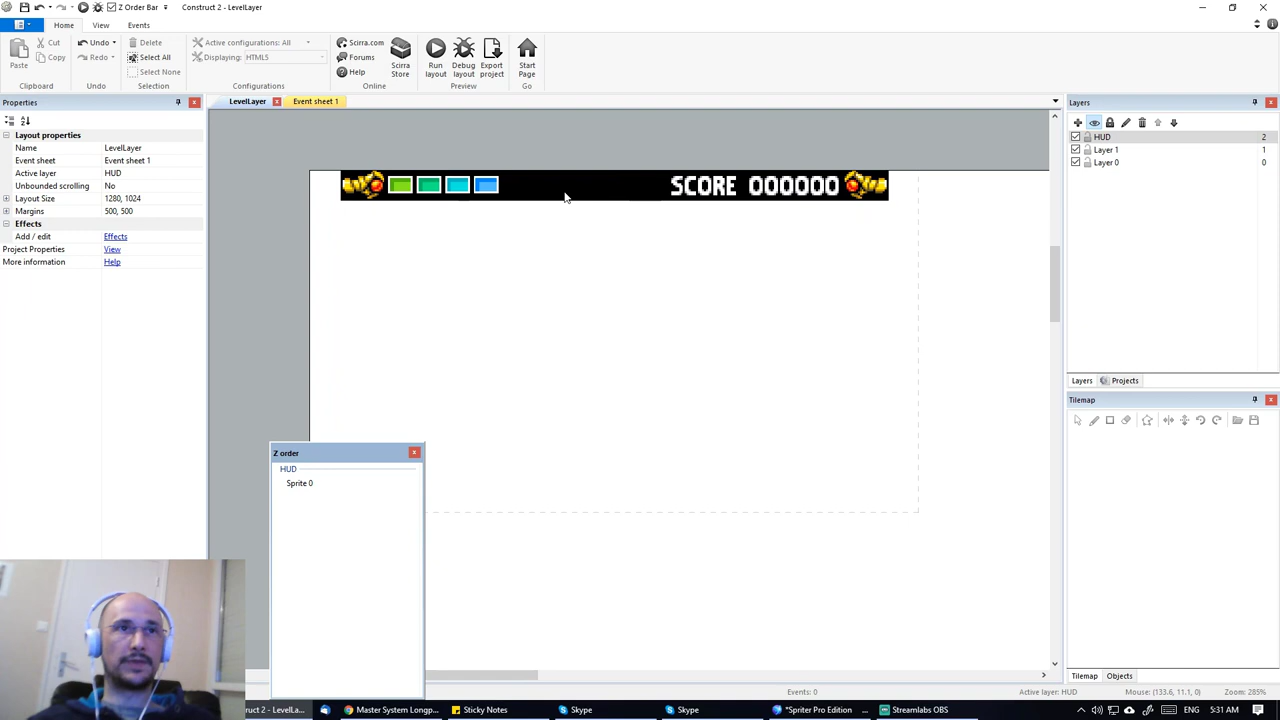 Z Order Bar
Construct 2 - LevelLayer
Home
View
Events
Paste
Cut
Copy
Clipboard
Undo
Redo
Undo
Delete
Select All
Select None
Selection
Active configurations: All
Displaying: HTML5
Configurations
Scirra.com
Forums
Help
Online
Scirra Store
Run layout
Debug layout
Export project
Preview
Start Page
Go
Properties
LevelLayer
Event sheet 1
Layers
Layout properties
Name LevelLayer
Event sheet Event sheet 1
Active layer HUD
Unbounded scrolling No
Layout Size 1280, 1024
Margins 500, 500
Effects
Add / edit Effects
Project Properties View
More information Help
SCORE 000000
HUD 2
Layer 1 1
Layer 0 0
Layers Projects
Tilemap
Z order
HUD
Sprite 0
Tilemap Objects
Events: 0
Active layer: HUD
Mouse: (133.6, 11.1, 0)
Zoom: 285%
nstruct 2 - LevelLa...
Master System Longp...
Sticky Notes
Skype
Skype
*Spriter Pro Edition ...
Streamlabs OBS
ENG
5:31 AM